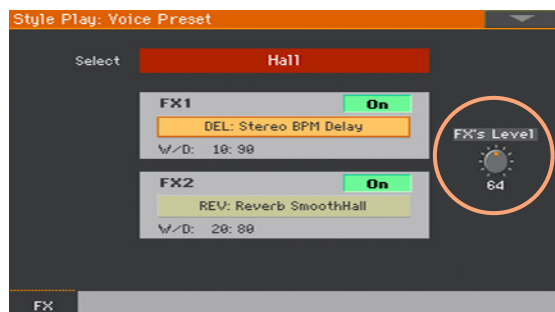 Style Play: Voice Preset
Select
Hall
FX1
On
DEL: Stereo BPM Delay
W/D: 10:90
FX's Level
64
FX2
On
REV: Reverb SmoothHall
W/D: 20:80
FX